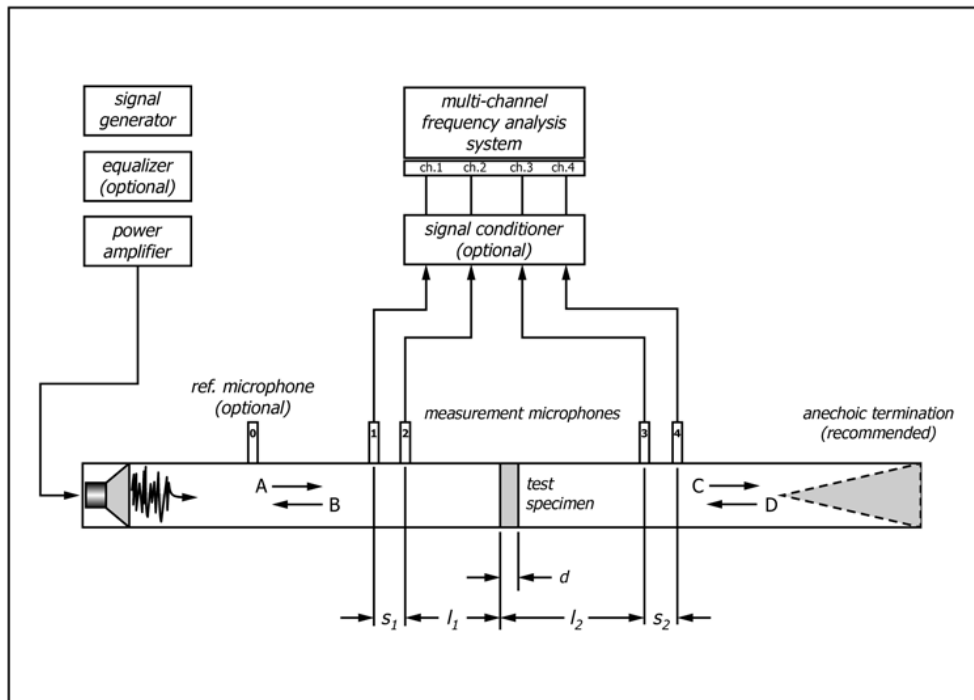 signal
generator
equalizer
(optional)
power
amplifier
multi-channel
frequency analysis
system
ch.1 ch.2 ch.3 ch.4
signal conditioner
(optional)
ref. microphone
(optional)
measurement microphones
anechoic termination
(recommended)
0 1 2 3 4
A
B
test
specimen
C
D
d
s1 l1 l2 s2